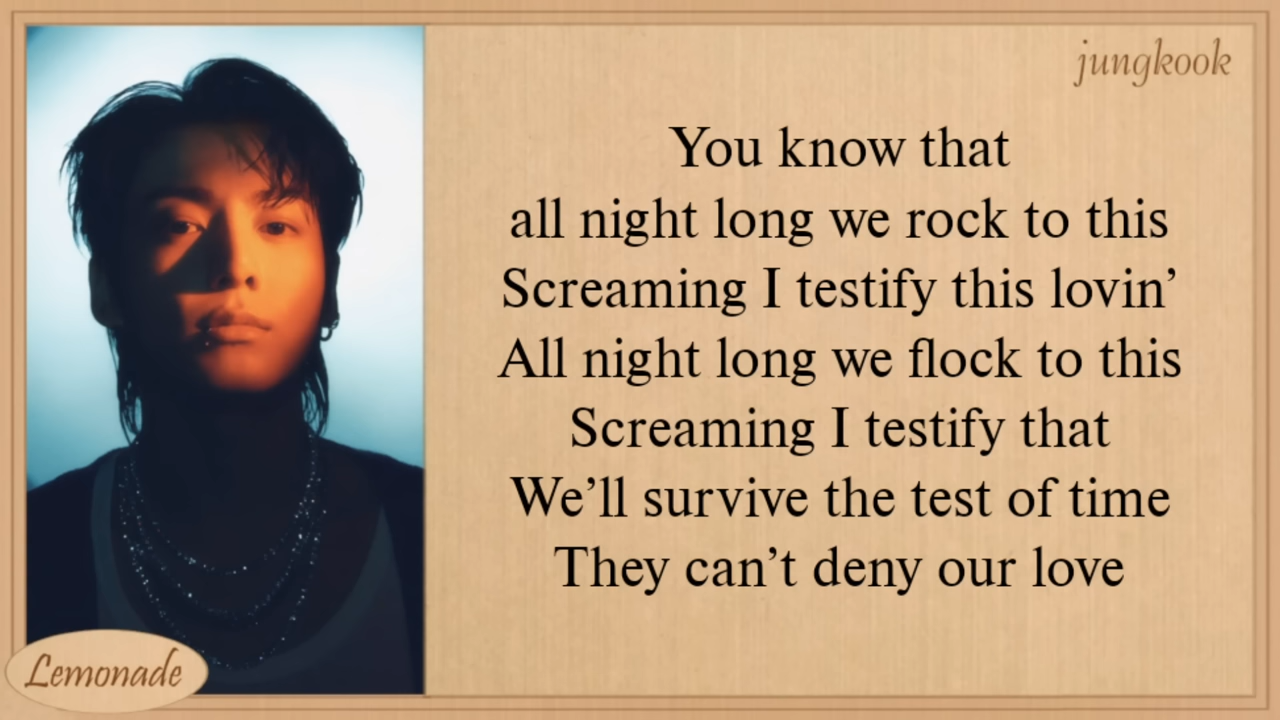 jungkook
You know that
all night long we rock to this
Screaming I testify this lovin’
All night long we flock to this
Screaming I testify that
We’ll survive the test of time
They can’t deny our love
Lemonade